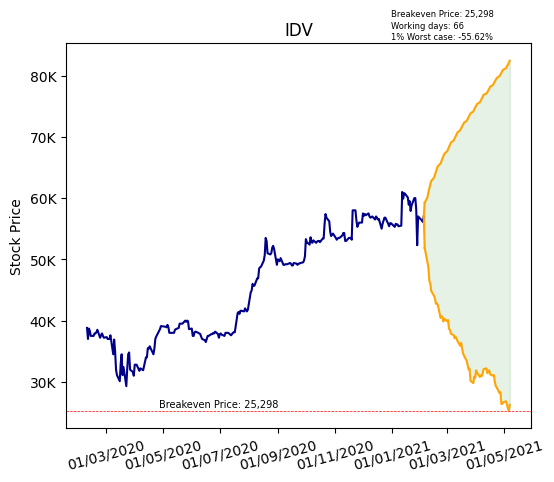 Breakeven Price: 25,298
Working days: 66
1% Worst case: -55.62%
IDV
Stock Price
80K
70K
60K
50K
40K
30K
Breakeven Price: 25,298
01/03/2020
01/05/2020
01/07/2020
01/09/2020
01/11/2020
01/01/2021
01/03/2021
01/05/2021